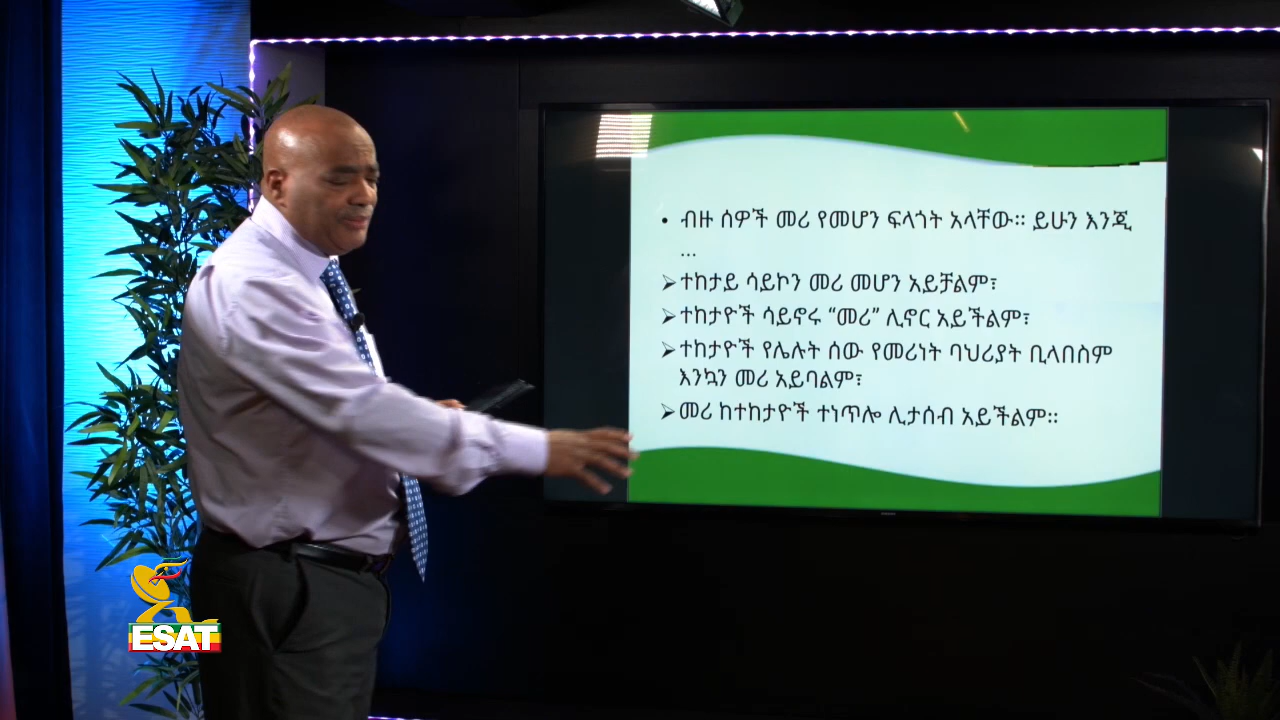 • ብዙ ሰዎች መሪ የመሆን ፍላጎት አላቸው። ይሁን እንጂ
...
➢ተከታይ ሳይኮን መሪ መሆን አይቻልም፣
➢ተከታዮች ሳይኖሩ “መሪ” ሊኖር አይችልም፣
➢ተከታዮች የሌሉት ሰው የመሪነት ባህሪያት ቢላበስም
እንኳን መሪ አይባልም፣
➢መሪ ከተከታዮች ተነጥሎ ሊታሰብ አይችልም።
ESAT